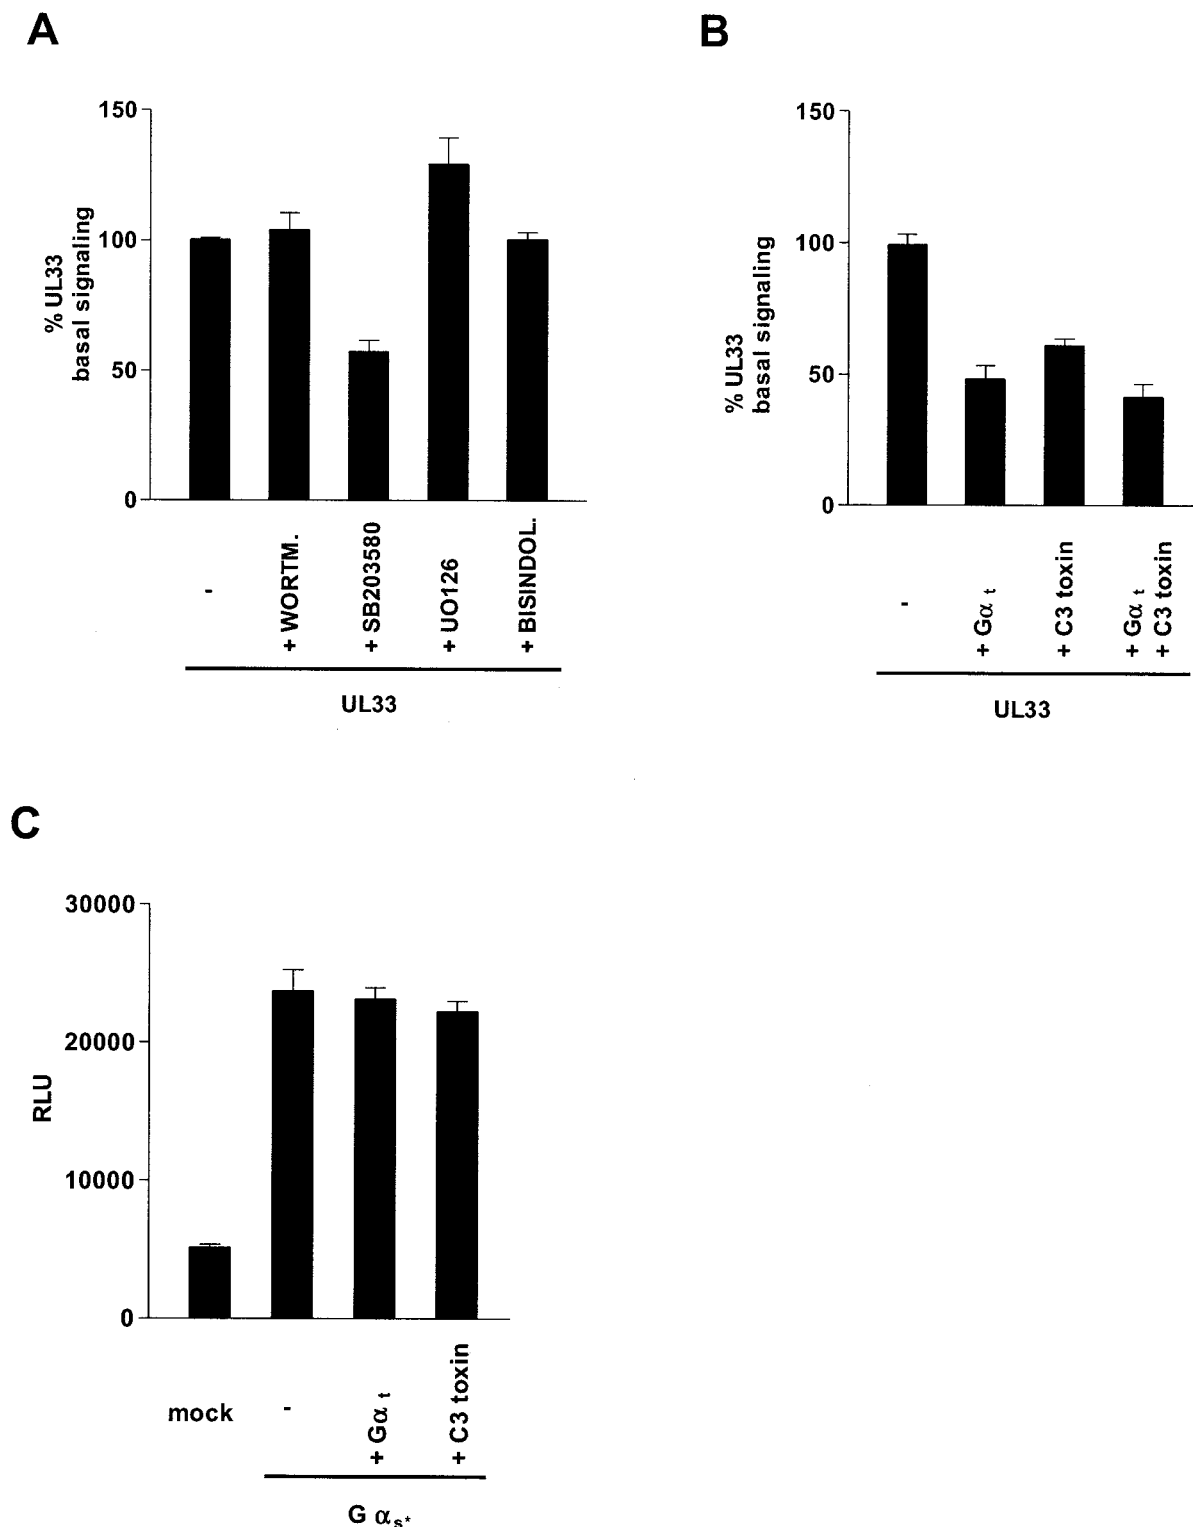 A
150
100
50
0
% UL33
basal signaling
-
+ WORTM.
+ SB203580
+ UO126
+ BISINDOL.
UL33
B
150
100
50
0
% UL33
basal signaling
-
+ Gα t
+ C3 toxin
+ Gα t
+ C3 toxin
UL33
C
30000
20000
10000
0
RLU
mock
-
+ Gα t
+ C3 toxin
G αs*